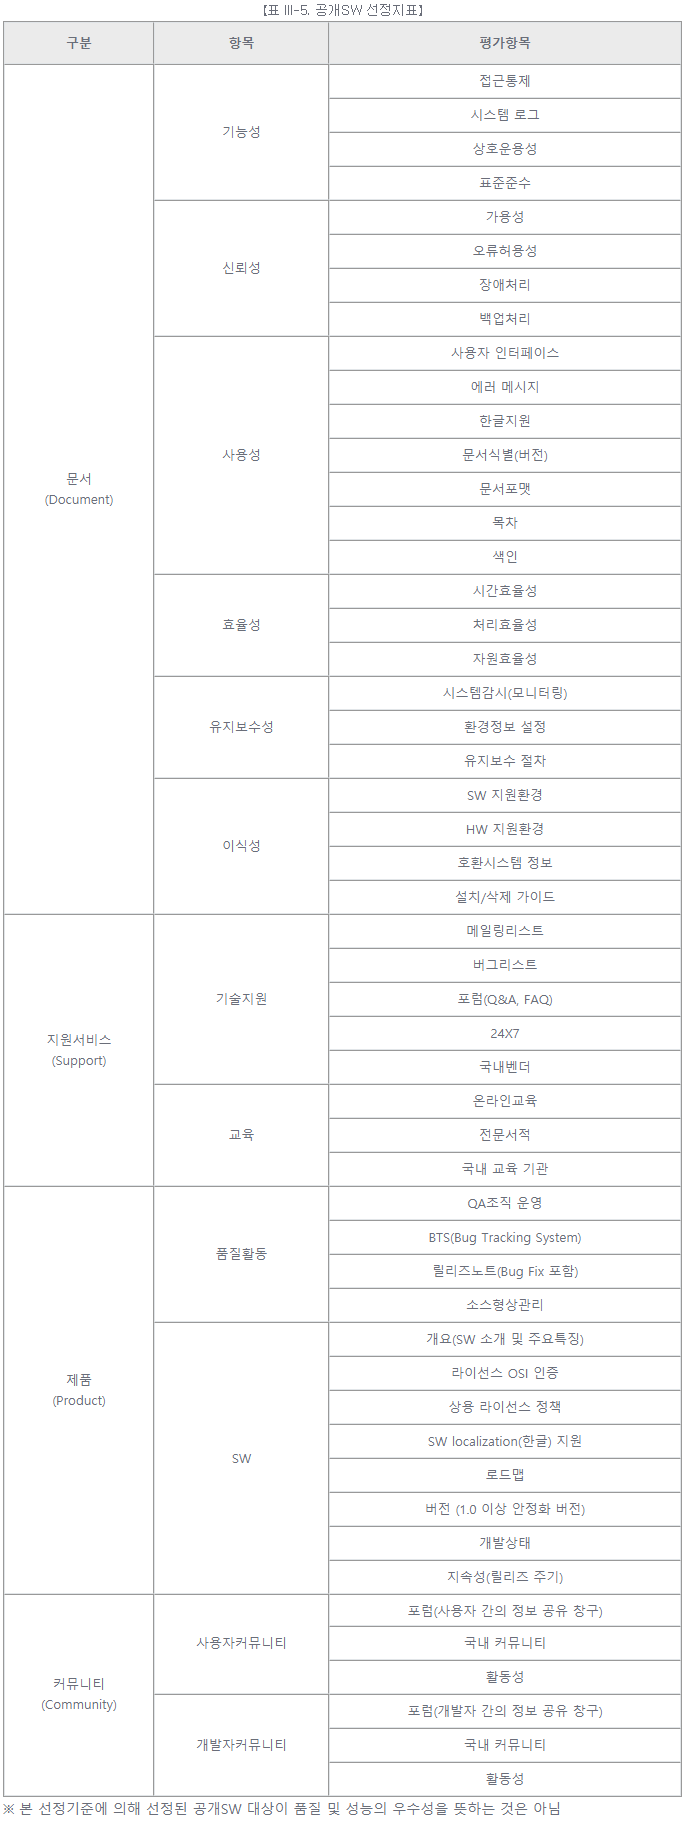 【표 III-5. 공개SW 선정지표】
구분 항목 평가항목
문서
(Document)
기능성
접근통제
시스템 로그
상호운용성
표준준수
신뢰성
가용성
오류허용성
장애처리
백업처리
사용성
사용자 인터페이스
에러 메시지
한글지원
문서식별(버전)
문서포맷
목차
색인
효율성
시간효율성
처리효율성
자원효율성
유지보수성
시스템감시(모니터링)
환경정보 설정
유지보수 절차
이식성
SW 지원환경
HW 지원환경
호환시스템 정보
설치/삭제 가이드
지원서비스
(Support)
기술지원
메일링리스트
버그리스트
포럼(Q&A, FAQ)
24X7
국내벤더
교육
온라인교육
전문서적
국내 교육 기관
제품
(Product)
품질활동
QA조직 운영
BTS(Bug Tracking System)
릴리즈노트(Bug Fix 포함)
소스형상관리
SW
개요(SW 소개 및 주요특징)
라이선스 OSI 인증
상용 라이선스 정책
SW localization(한글) 지원
로드맵
버전 (1.0 이상 안정화 버전)
개발상태
지속성(릴리즈 주기)
커뮤니티
(Community)
사용자커뮤니티
포럼(사용자 간의 정보 공유 창구)
국내 커뮤니티
활동성
개발자커뮤니티
포럼(개발자 간의 정보 공유 창구)
국내 커뮤니티
활동성
※ 본 선정기준에 의해 선정된 공개SW 대상이 품질 및 성능의 우수성을 뜻하는 것은 아님